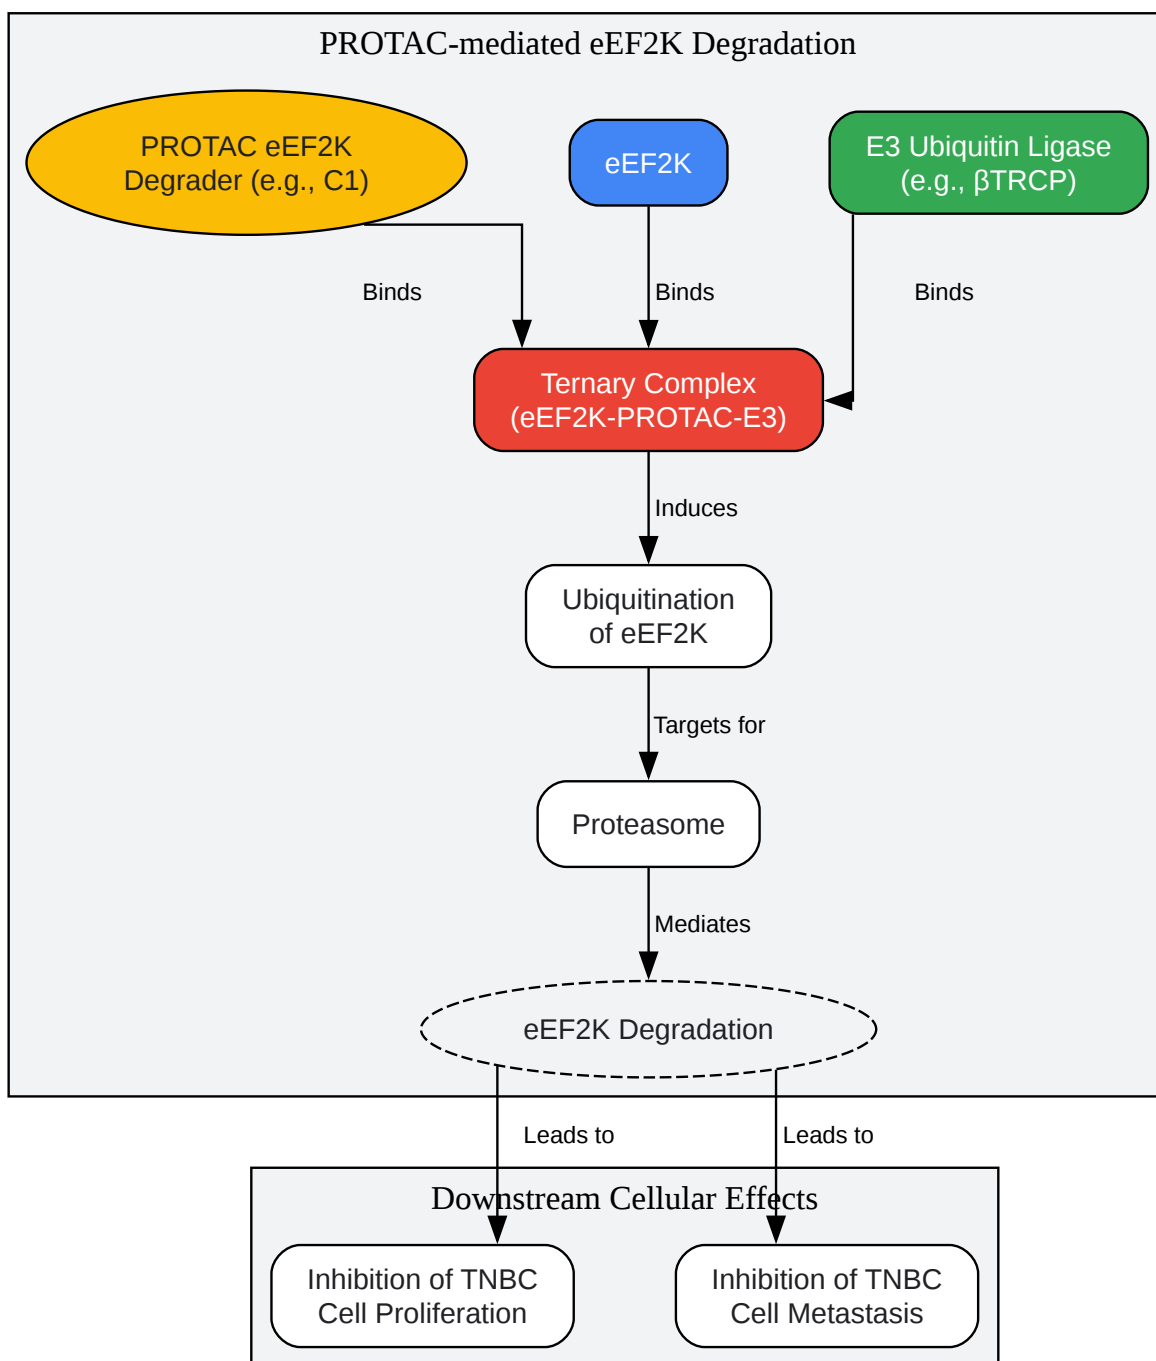 PROTAC-mediated eEF2K Degradation
PROTAC eEF2K
Degrader (e.g., C1)
eEF2K
E3 Ubiquitin Ligase
(e.g., βTRCP)
Binds
Binds
Binds
Ternary Complex
(eEF2K-PROTAC-E3)
Induces
Ubiquitination
of eEF2K
Targets for
Proteasome
Mediates
eEF2K Degradation
Leads to
Leads to
Downstream Cellular Effects
Inhibition of TNBC
Cell Proliferation
Inhibition of TNBC
Cell Metastasis